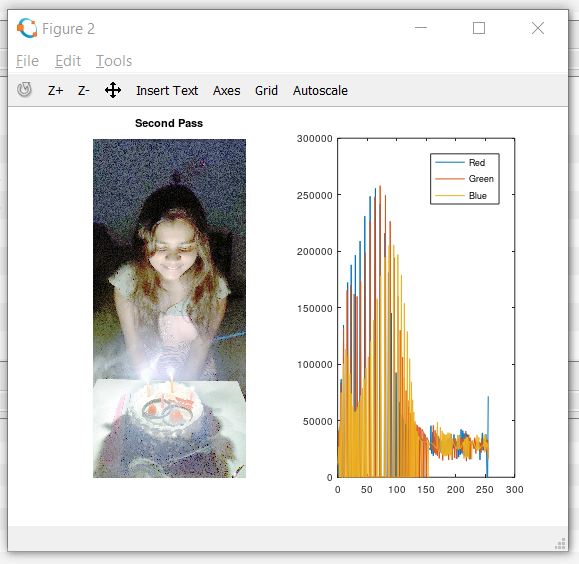 Figure 2
File Edit Tools
Z+ Z- Insert Text Axes Grid Autoscale
Second Pass
300000
250000
200000
150000
100000
50000
0
0 50 100 150 200 250 300
Red
Green
Blue